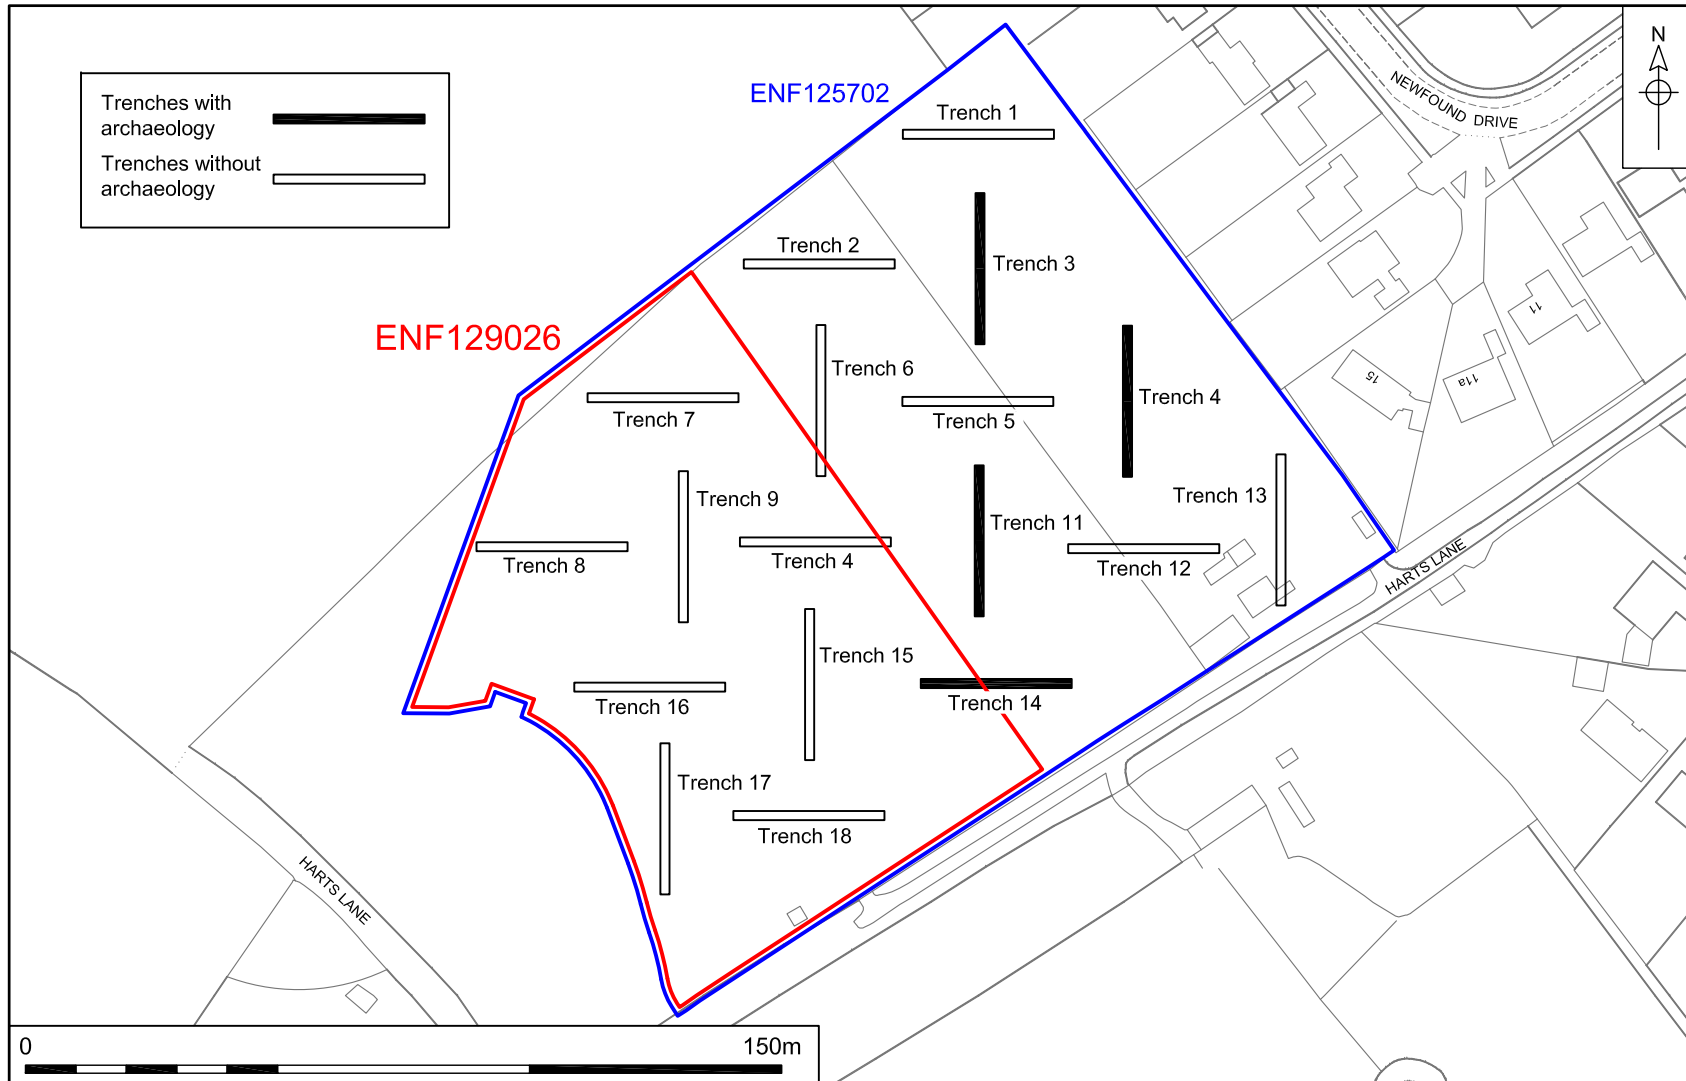 N
NEWFOUND DRIVE
ENF125702
Trenches with
archaeology
Trench 1
Trenches without
archaeology
Trench 2
Trench 3
11
ENF129026
Trench 6
15
11a
Trench 4
Trench 7
Trench 5
Trench 9
Trench 13
Trench 11
Trench 8
Trench 4
Trench 12
HARTS LANE
Trench 15
Trench 16
Trench 14
Trench 17
Trench 18
HARTS LANE
0
150m